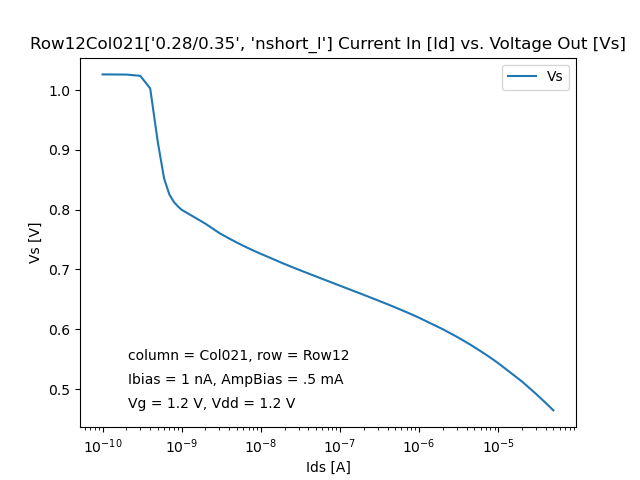 Row12Col021['0.28/0.35', 'nshort_l'] Current In [Id] vs. Voltage Out [Vs]
Vs
1.0
0.9
0.8
0.7
0.6
0.5
Vs [V]
column = Col021, row = Row12
Ibias = 1 nA, AmpBias = .5 mA
Vg = 1.2 V, Vdd = 1.2 V
10⁻¹⁰ 10⁻⁹ 10⁻⁸ 10⁻⁷ 10⁻⁶ 10⁻⁵
Ids [A]